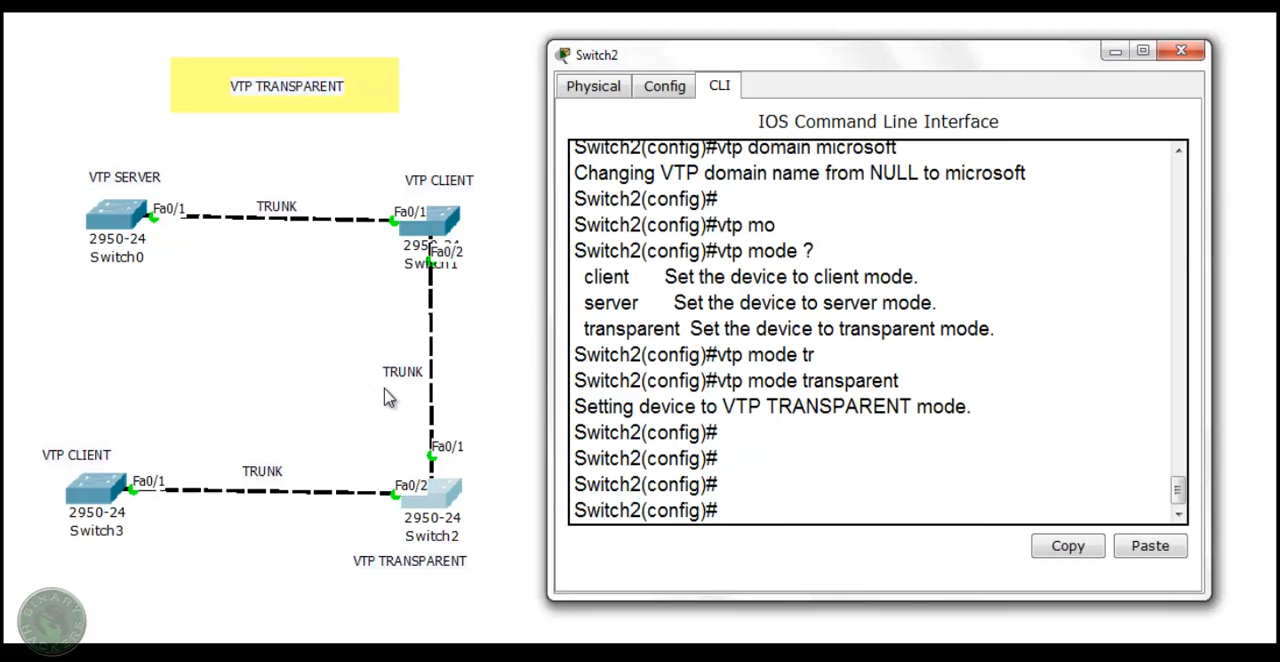 VTP TRANSPARENT
VTP SERVER
VTP CLIENT
Fa0/1
TRUNK
Fa0/1
2950-24
Switch0
2950-24
Switch1
Fa0/2
TRUNK
Fa0/1
VTP CLIENT
Fa0/1
TRUNK
Fa0/2
2950-24
Switch3
2950-24
Switch2
VTP TRANSPARENT
BINARY
HACKERS
Switch2
Physical Config CLI
IOS Command Line Interface
Switch2(config)#vtp domain microsoft
Changing VTP domain name from NULL to microsoft
Switch2(config)#
Switch2(config)#vtp mo
Switch2(config)#vtp mode ?
client Set the device to client mode.
server Set the device to server mode.
transparent Set the device to transparent mode.
Switch2(config)#vtp mode tr
Switch2(config)#vtp mode transparent
Setting device to VTP TRANSPARENT mode.
Switch2(config)#
Switch2(config)#
Switch2(config)#
Switch2(config)#
Copy Paste